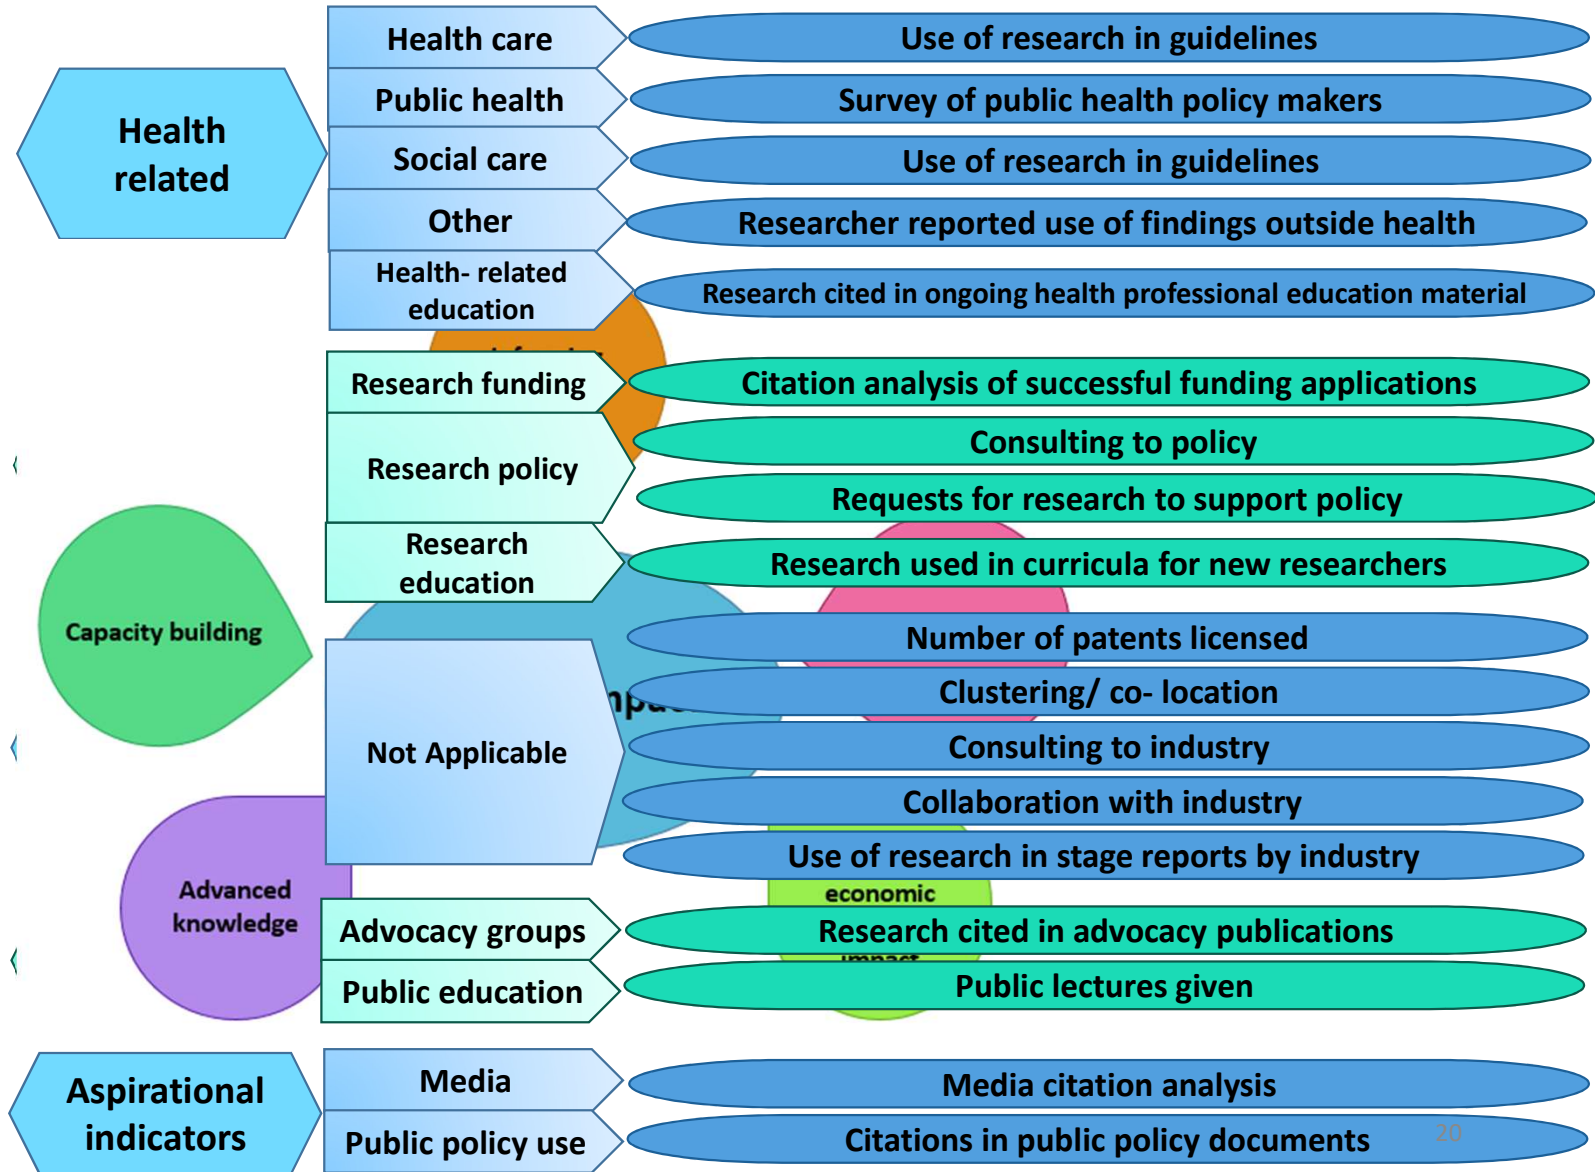 Health care
Use of research in guidelines
Public health
Survey of public health policy makers
Health
related
Social care
Use of research in guidelines
Other
Researcher reported use of findings outside health
Health- related
education
Research cited in ongoing health professional education material
Research funding
Citation analysis of successful funding applications
Research policy
Consulting to policy
Requests for research to support policy
Research
education
Research used in curricula for new researchers
Capacity building
Not Applicable
Number of patents licensed
Clustering/ co- location
Consulting to industry
Collaboration with industry
Use of research in stage reports by industry
Advanced
knowledge
economic
impact
Advocacy groups
Research cited in advocacy publications
Public education
Public lectures given
Aspirational
indicators
Media
Media citation analysis
Public policy use
Citations in public policy documents
20